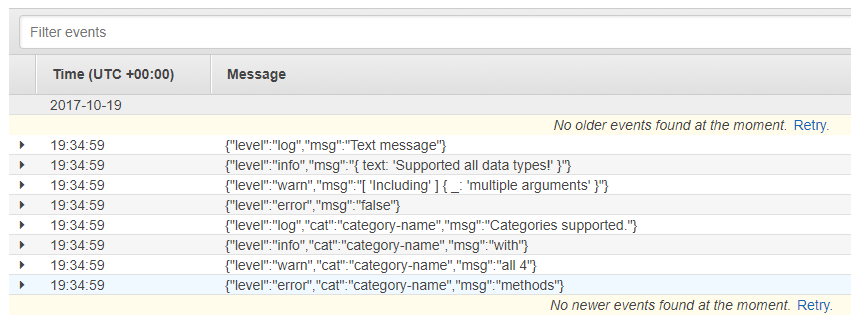 Filter events
Time (UTC +00:00) Message
2017-10-19
No older events found at the moment. Retry.
19:34:59 {"level":"log","msg":"Text message"}
19:34:59 {"level":"info","msg":"{ text: 'Supported all data types!' }"}
19:34:59 {"level":"warn","msg":"[ 'Including' ] { _: 'multiple arguments' }"}
19:34:59 {"level":"error","msg":"false"}
19:34:59 {"level":"log","cat":"category-name","msg":"Categories supported."}
19:34:59 {"level":"info","cat":"category-name","msg":"with"}
19:34:59 {"level":"warn","cat":"category-name","msg":"all 4"}
19:34:59 {"level":"error","cat":"category-name","msg":"methods"}
No newer events found at the moment. Retry.